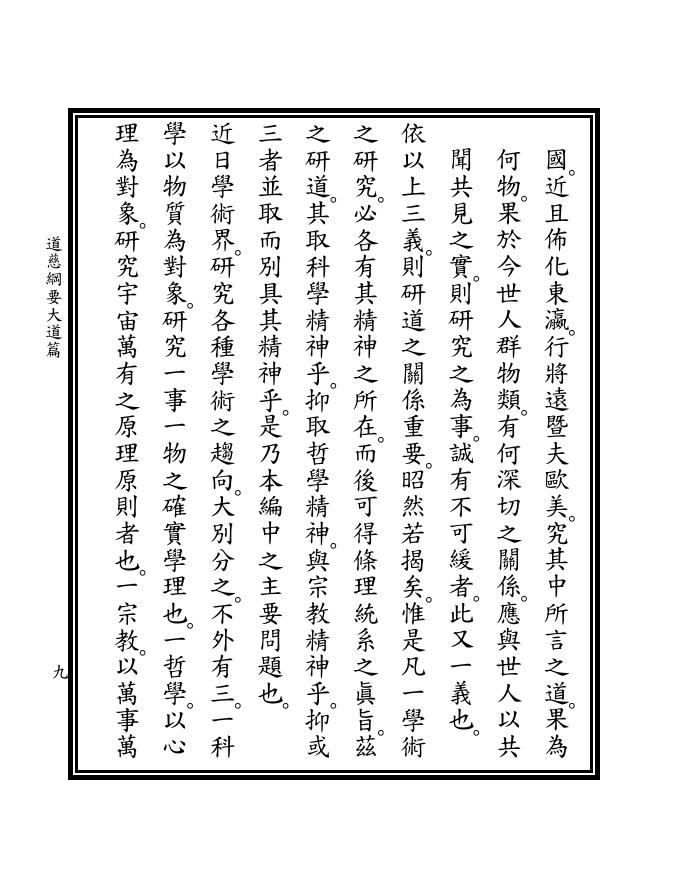 國。近且佈化東瀛。行將遠暨夫歐美。究其中所言之道。果為
何物。果於今世人群物類。有何深切之關係。應與世人以共
聞共見之實。則研究之為事。誠有不可緩者。此又一義也。
依以上三義。則研道之關係重要。昭然若揭矣。惟是凡一學術
之研究。必各有其精神之所在。而後可得條理統系之眞旨。茲
之研道。其取科學精神乎。抑取哲學精神。與宗教精神乎。抑或
三者並取而別具其精神乎。是乃本編中之主要問題也。
近日學術界。研究各種學術之趨向。大別分之。不外有三。一科
學以物質為對象。研究一事一物之確實學理也。一哲學。以心
理為對象。研究宇宙萬有之原理原則者也。一宗教。以萬事萬
道慈綱要大道篇
九